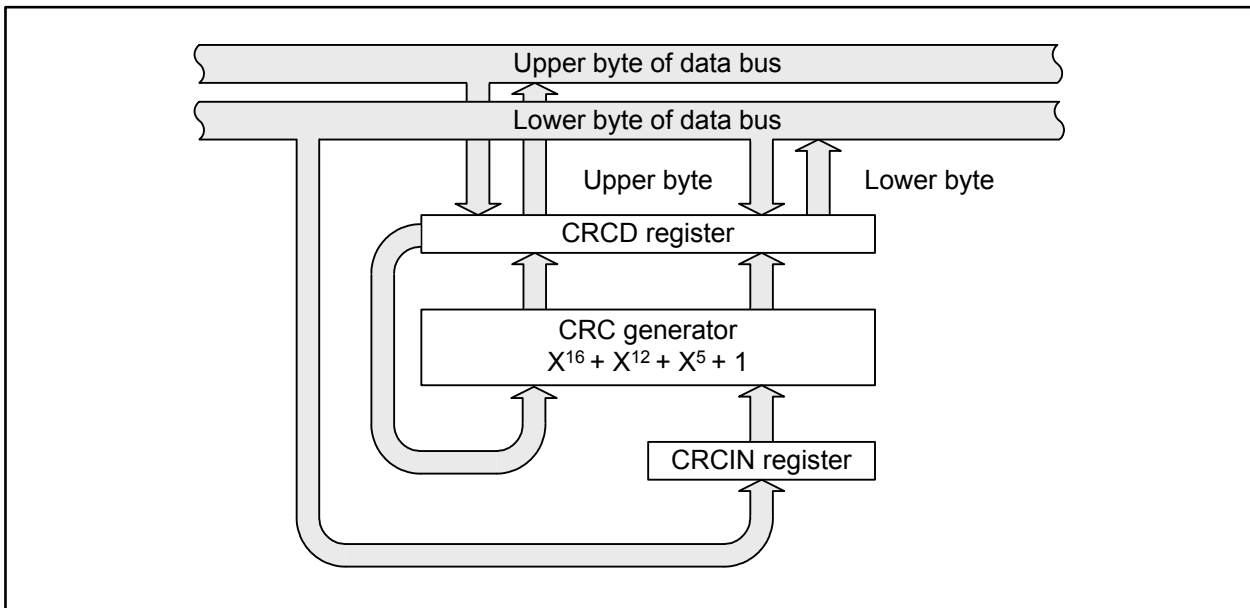 Upper byte of data bus
Lower byte of data bus
Upper byte
Lower byte
CRCD register
CRC generator
X¹⁶ + X¹² + X⁵ + 1
CRCIN register